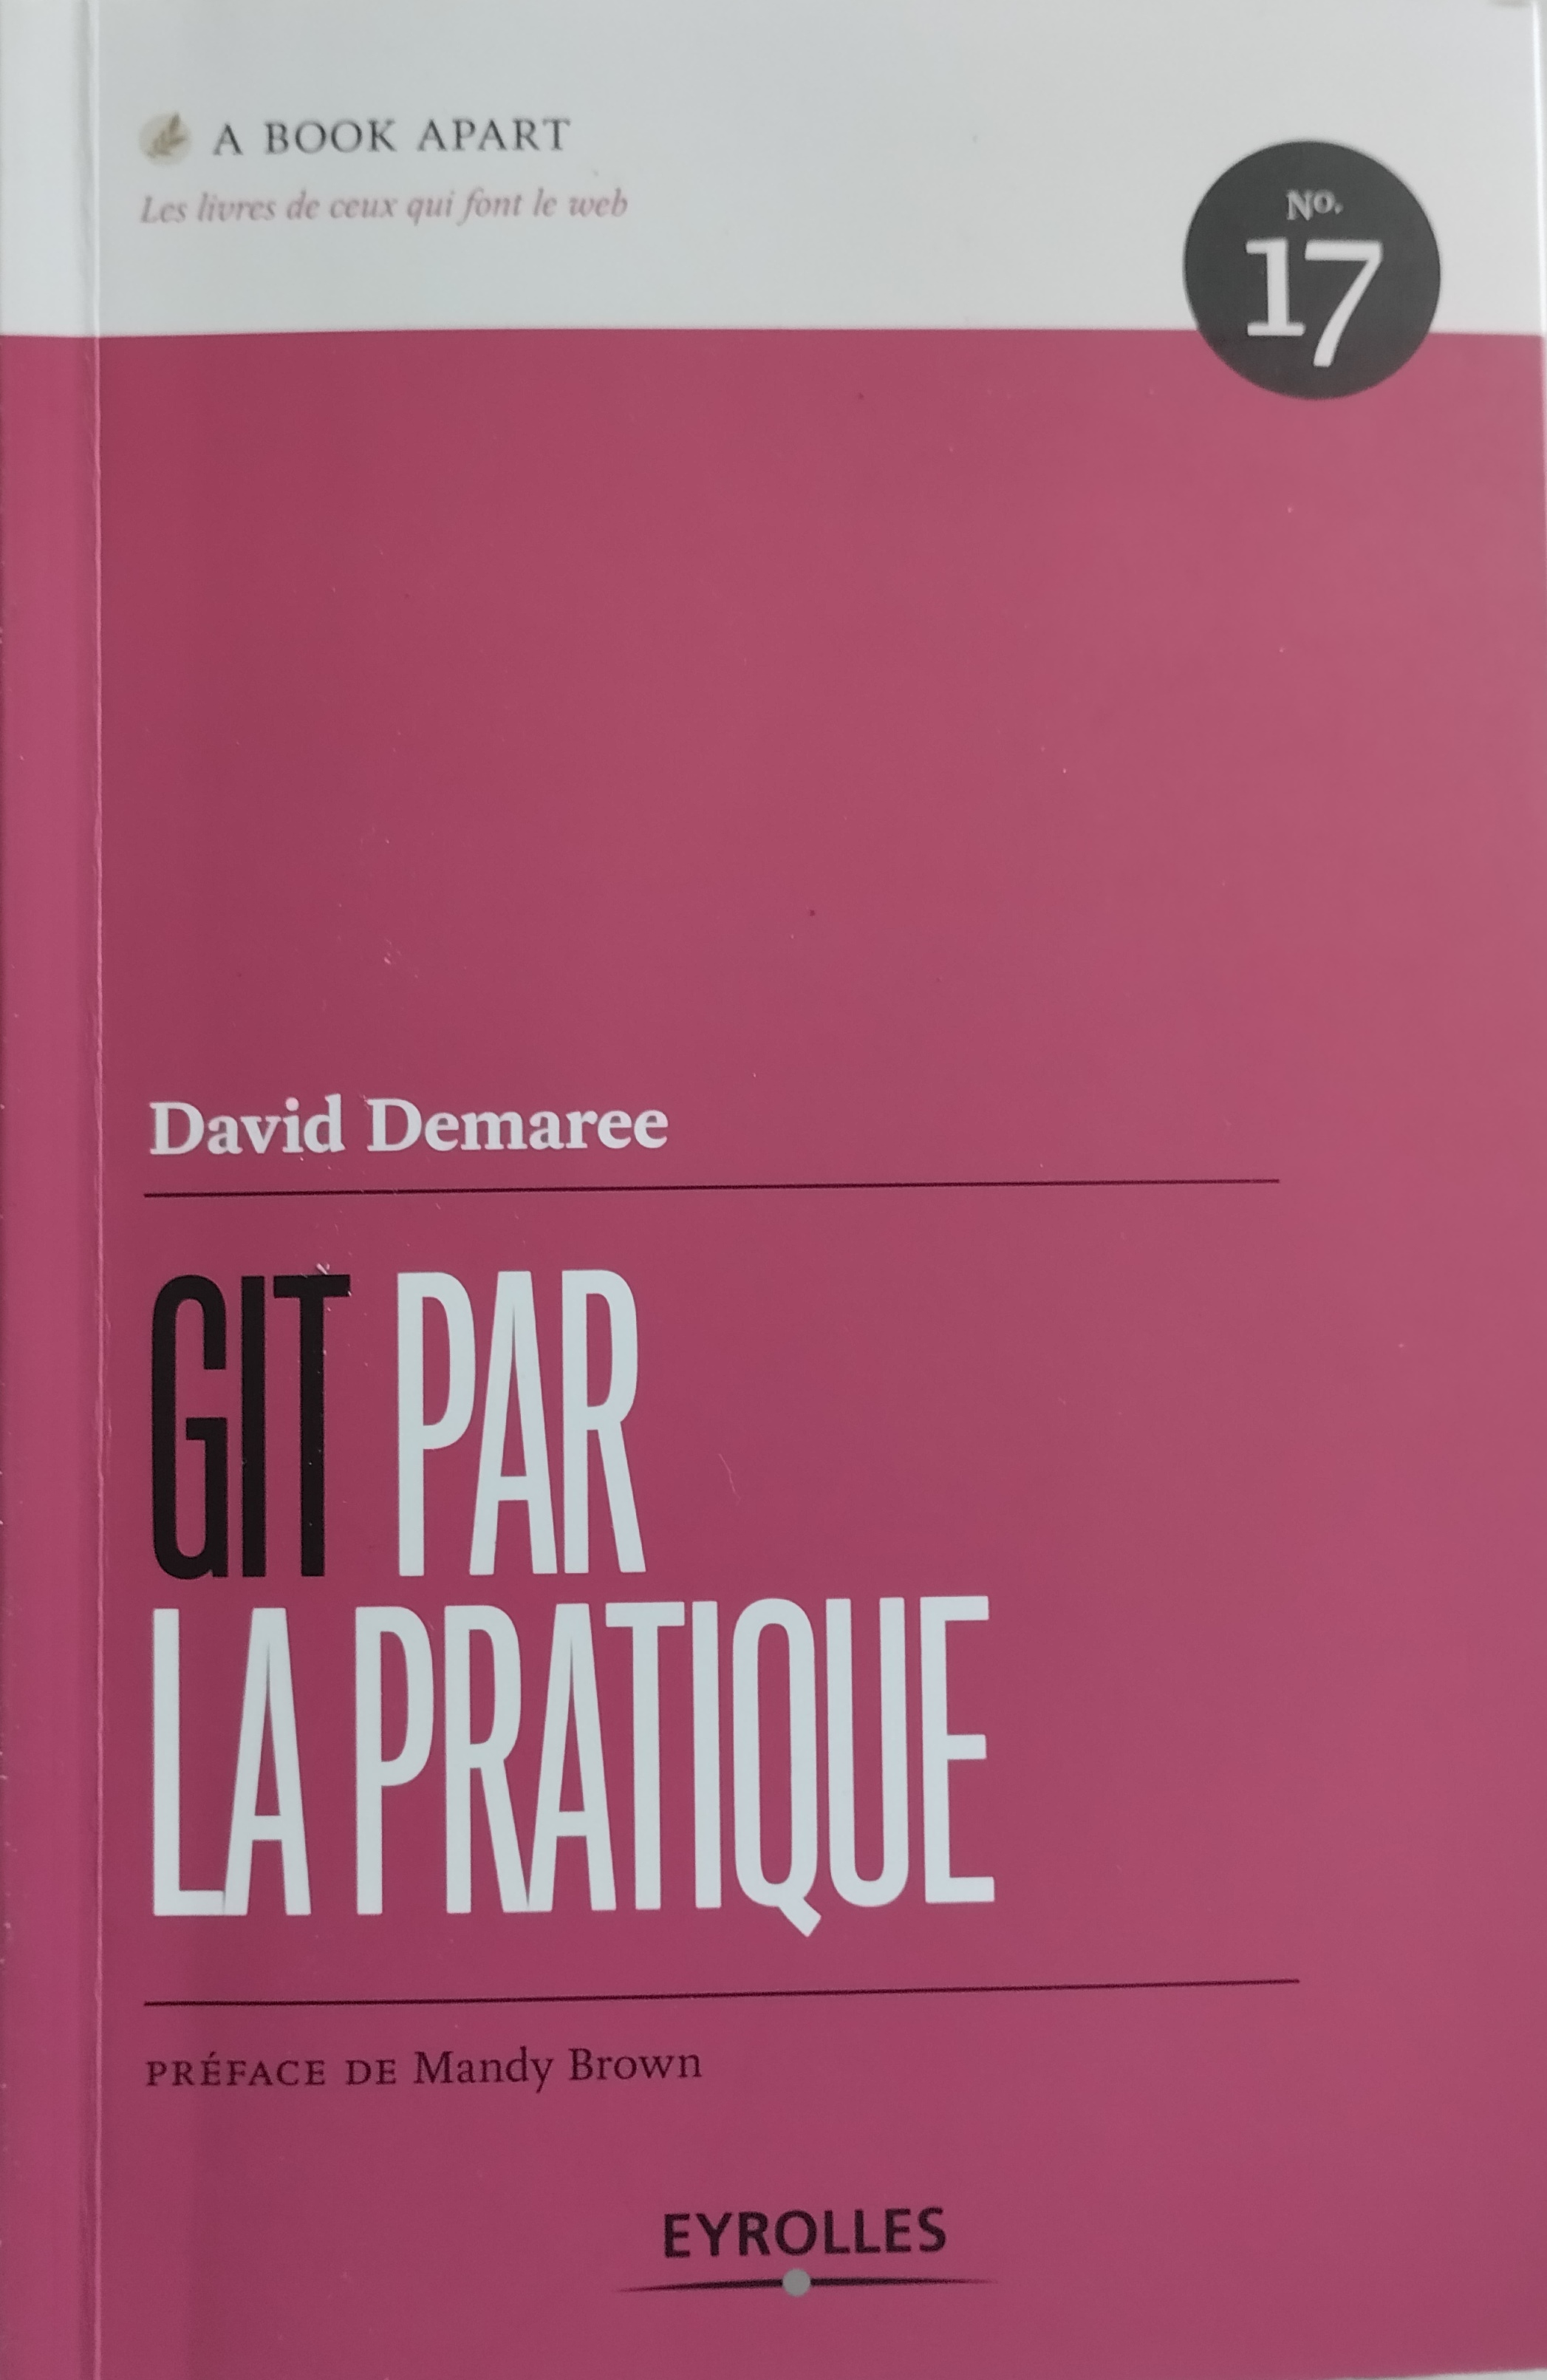 A BOOK APART
Les livres de ceux qui font le web
No.
17
David Demaree
GIT PAR
LA PRATIQUE
PRÉFACE DE Mandy Brown
EYROLLES